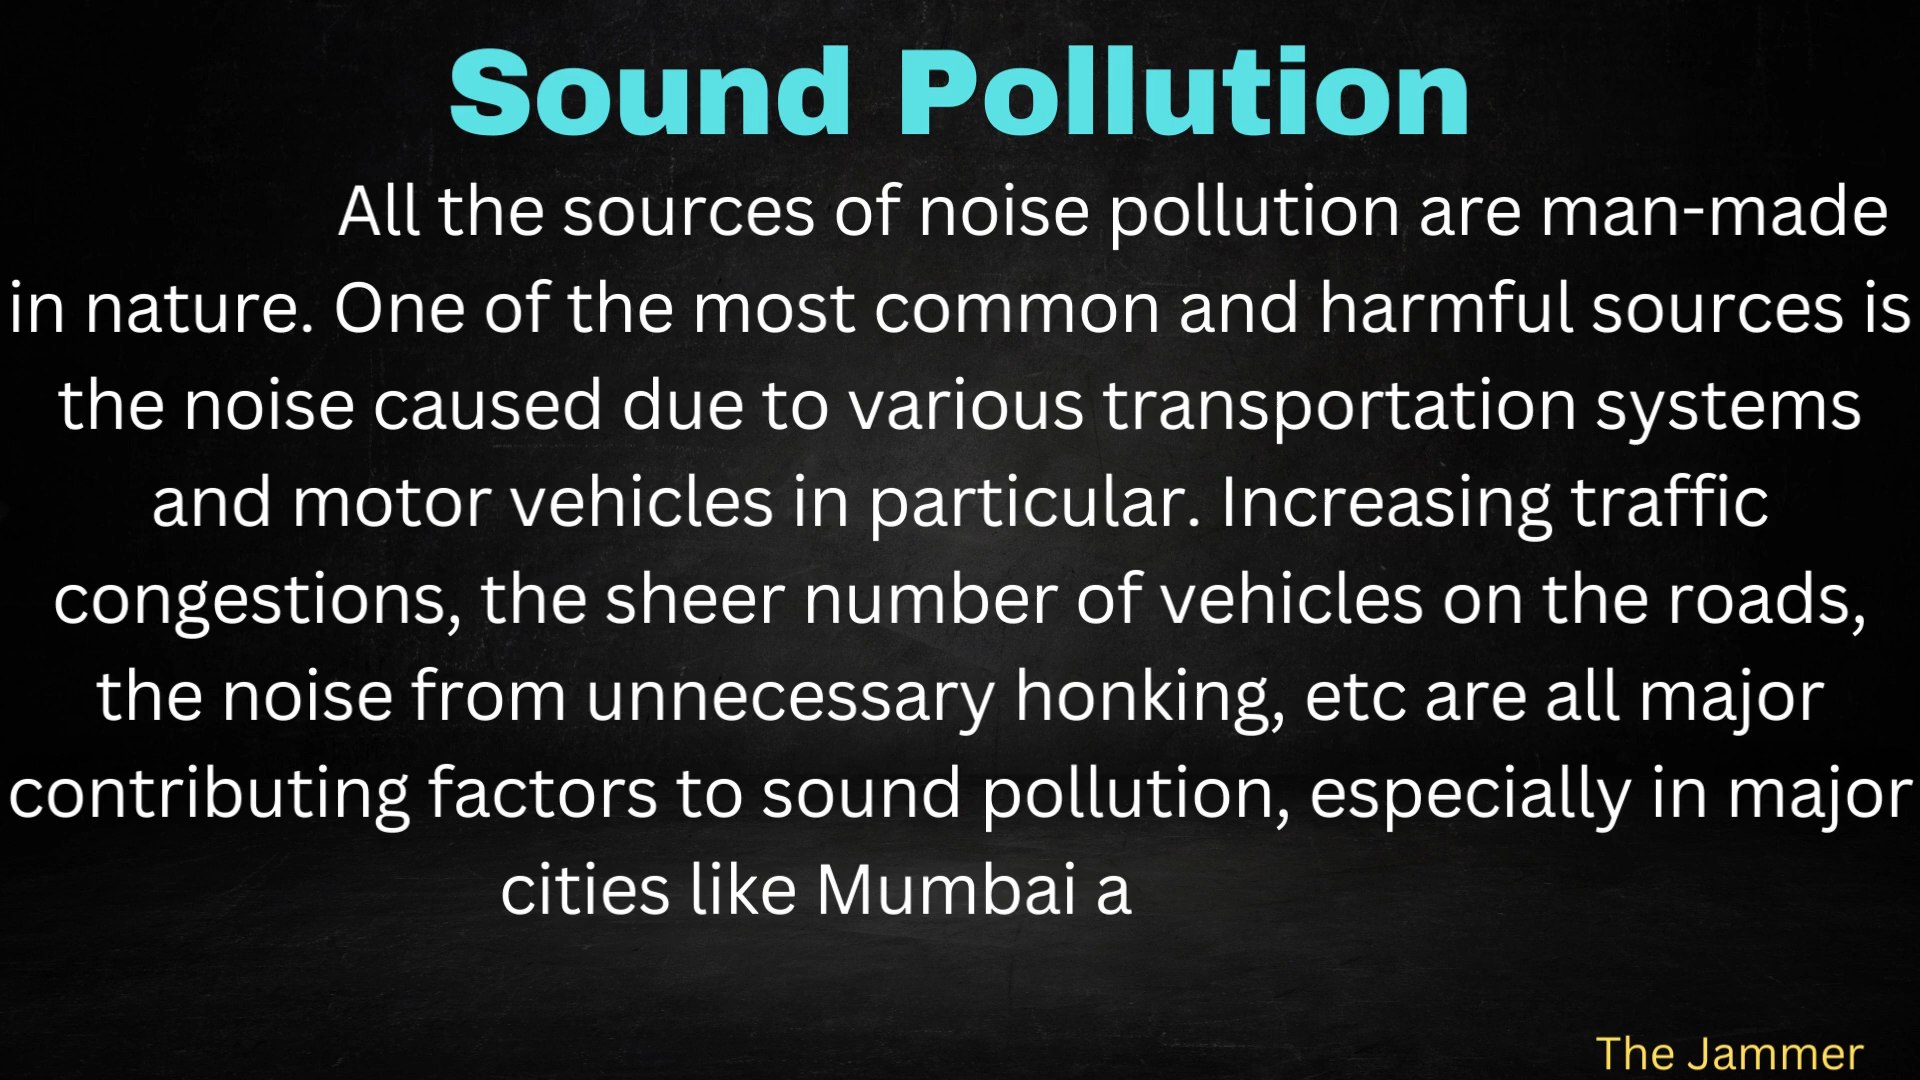 Sound Pollution
All the sources of noise pollution are man-made
in nature. One of the most common and harmful sources is
the noise caused due to various transportation systems
and motor vehicles in particular. Increasing traffic
congestions, the sheer number of vehicles on the roads,
the noise from unnecessary honking, etc are all major
contributing factors to sound pollution, especially in major
cities like Mumbai a
The Jammer